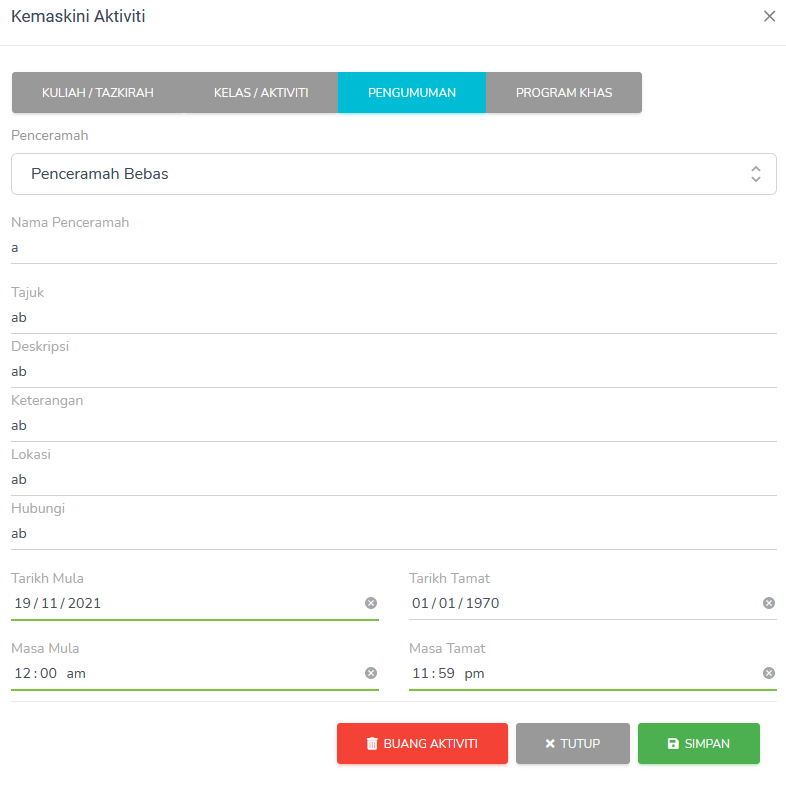 Kemaskini Aktiviti
KULIAH / TAZKIRAH KELAS / AKTIVITI PENGUMUMAN PROGRAM KHAS
Penceramah
Penceramah Bebas
Nama Penceramah
a
Tajuk
ab
Deskripsi
ab
Keterangan
ab
Lokasi
ab
Hubungi
ab
Tarikh Mula Tarikh Tamat
19/11/2021 01/01/1970
Masa Mula Masa Tamat
12:00 am 11:59 pm
BUANG AKTIVITI TUTUP SIMPAN